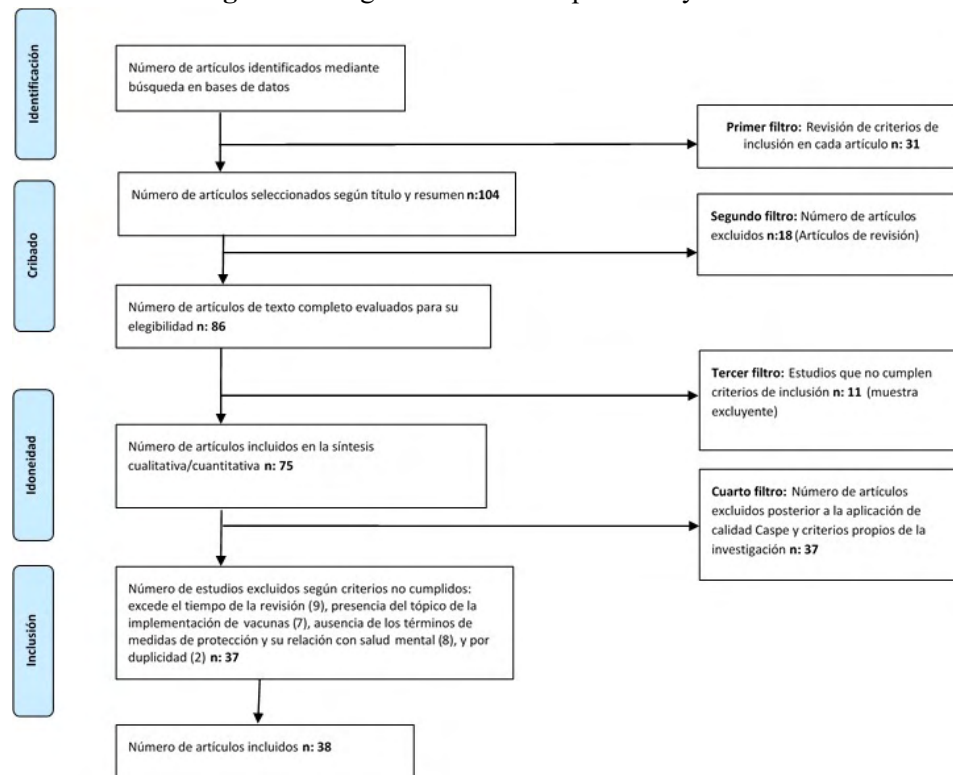 Identificación
Número de artículos identificados mediante
búsqueda en bases de datos
Primer filtro: Revisión de criterios de
inclusión en cada artículo n: 31
Cribado
Número de artículos seleccionados según título y resumen n:104
Segundo filtro: Número de artículos
excluidos n:18 (Artículos de revisión)
Número de artículos de texto completo evaluados para su
elegibilidad n: 86
Idoneidad
Tercer filtro: Estudios que no cumplen
criterios de inclusión n: 11 (muestra
excluyente)
Número de artículos incluidos en la síntesis
cualitativa/cuantitativa n: 75
Cuarto filtro: Número de artículos
excluidos posterior a la aplicación de
calidad Caspe y criterios propios de la
investigación n: 37
Inclusión
Número de estudios excluidos según criterios no cumplidos:
excede el tiempo de la revisión (9), presencia del tópico de la
implementación de vacunas (7), ausencia de los términos de
medidas de protección y su relación con salud mental (8), y por
duplicidad (2) n: 37
Número de artículos incluidos n: 38